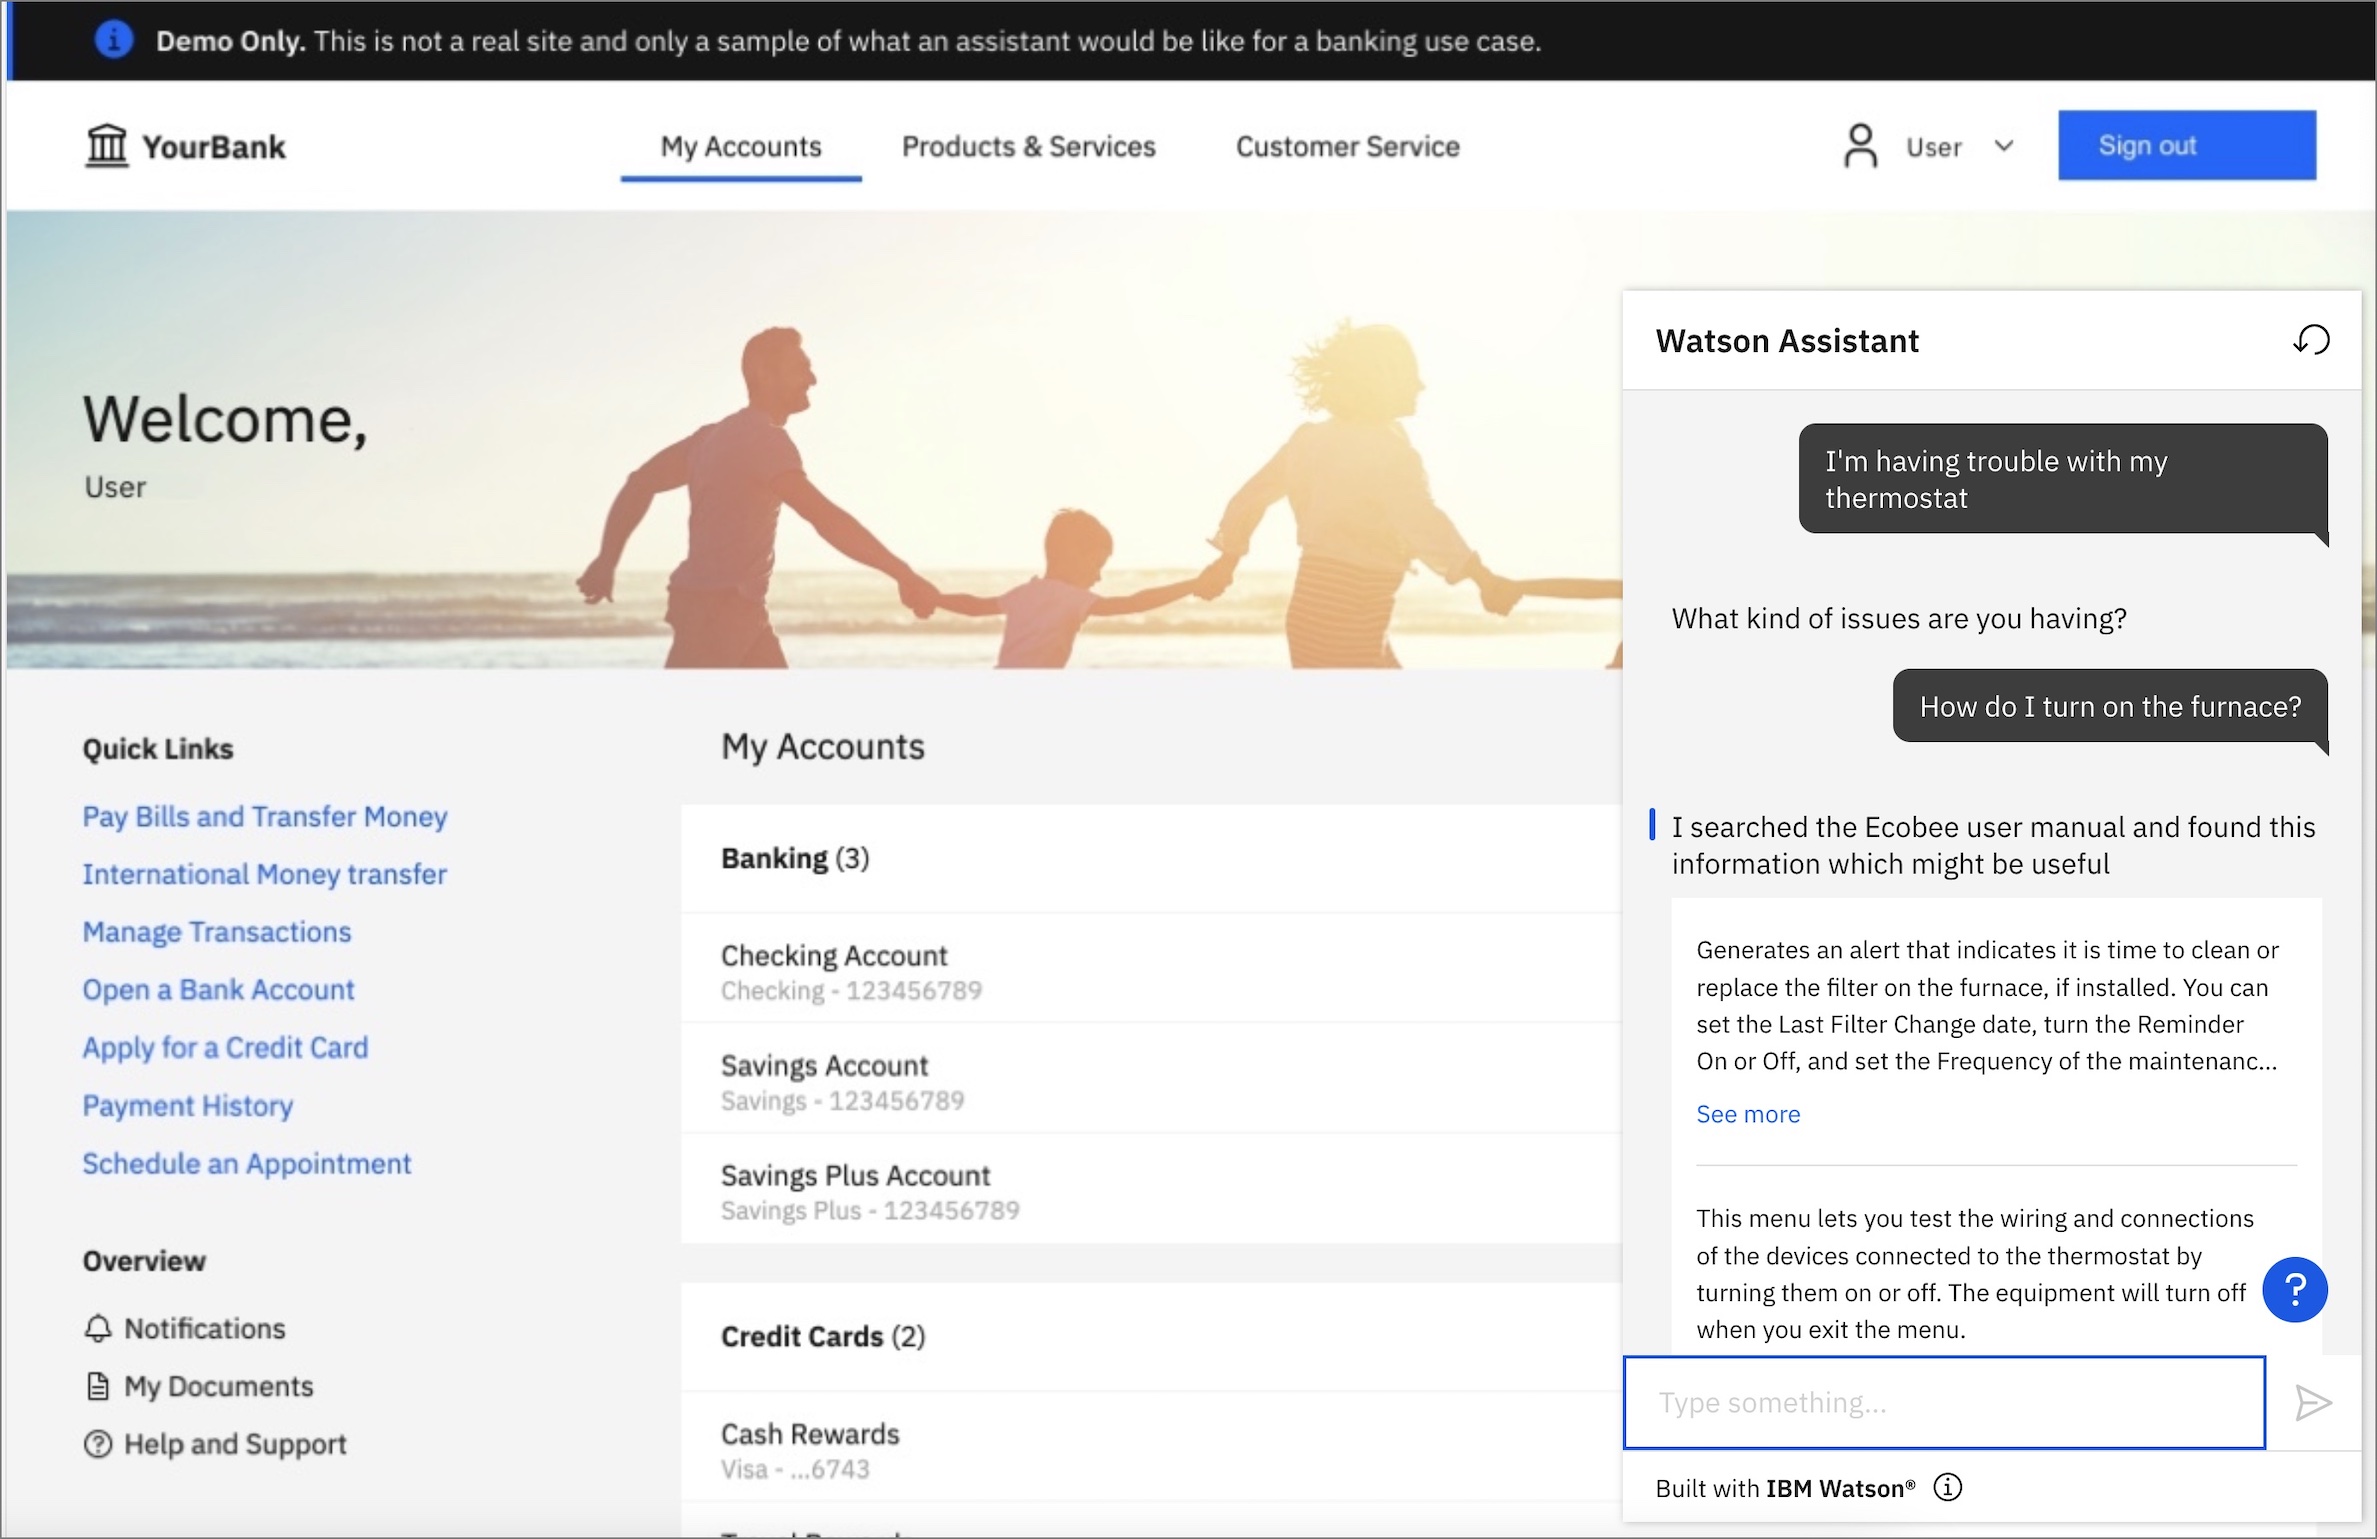 Demo Only. This is not a real site and only a sample of what an assistant would be like for a banking use case.
YourBank
My Accounts
Products & Services
Customer Service
User
Sign out
Welcome,
User
Quick Links
Pay Bills and Transfer Money
International Money transfer
Manage Transactions
Open a Bank Account
Apply for a Credit Card
Payment History
Schedule an Appointment
Overview
Notifications
My Documents
Help and Support
My Accounts
Banking (3)
Checking Account
Checking - 123456789
Savings Account
Savings - 123456789
Savings Plus Account
Savings Plus - 123456789
Credit Cards (2)
Cash Rewards
Visa - ...6743
Watson Assistant
I'm having trouble with my
thermostat
What kind of issues are you having?
How do I turn on the furnace?
I searched the Ecobee user manual and found this
information which might be useful
Generates an alert that indicates it is time to clean or
replace the filter on the furnace, if installed. You can
set the Last Filter Change date, turn the Reminder
On or Off, and set the Frequency of the maintenanc...
See more
This menu lets you test the wiring and connections
of the devices connected to the thermostat by
turning them on or off. The equipment will turn off
when you exit the menu.
?
Type something...
Built with IBM Watson®